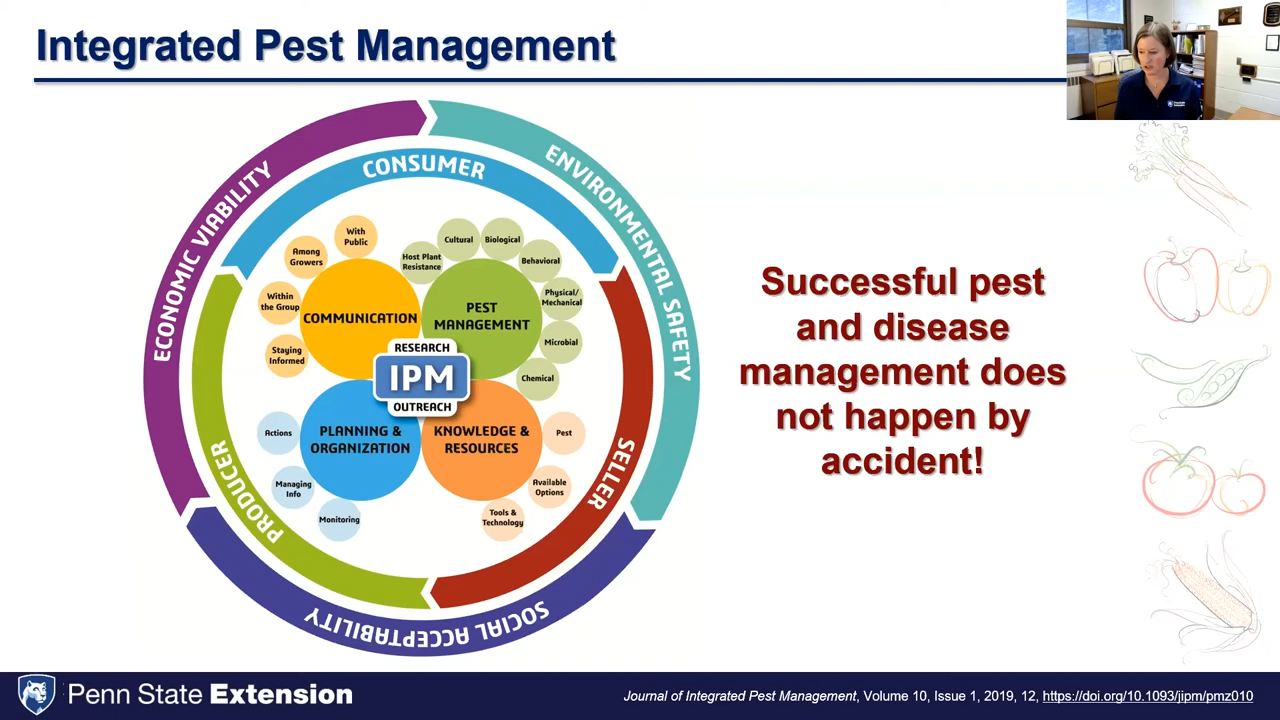 Integrated Pest Management
ECONOMIC VIABILITY
ENVIRONMENTAL SAFETY
SOCIAL ACCEPTABILITY
CONSUMER
PRODUCER
SELLER
COMMUNICATION
With
Public
Among
Growers
Within
the Group
Staying
Informed
PEST
MANAGEMENT
Host Plant
Resistance
Cultural
Biological
Behavioral
Physical/
Mechanical
Microbial
Chemical
RESEARCH
IPM
OUTREACH
PLANNING &
ORGANIZATION
Actions
Managing
Info
Monitoring
KNOWLEDGE &
RESOURCES
Pest
Available
Options
Tools &
Technology
Successful pest
and disease
management does
not happen by
accident!
Penn State Extension
Journal of Integrated Pest Management, Volume 10, Issue 1, 2019, 12, https://doi.org/10.1093/jipm/pmz010